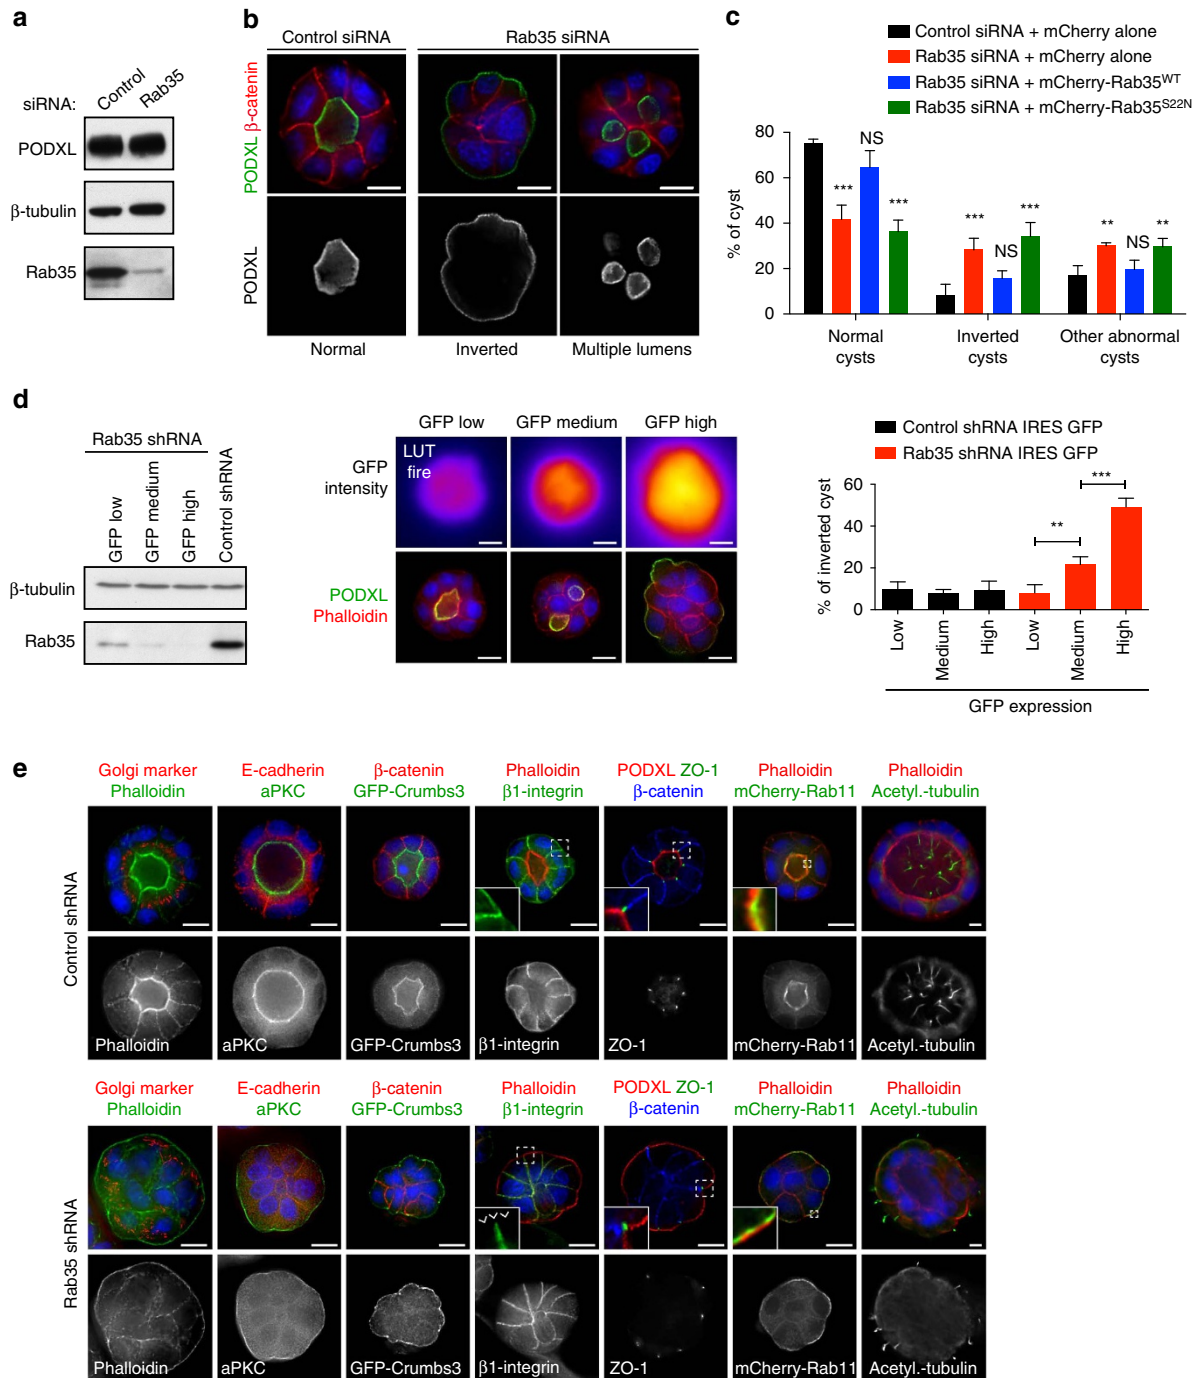 a
siRNA:
Control
Rab35
PODXL
β-tubulin
Rab35
b
Control siRNA
Rab35 siRNA
PODXL β-catenin
PODXL
Normal
Inverted
Multiple lumens
c
Control siRNA + mCherry alone
Rab35 siRNA + mCherry alone
Rab35 siRNA + mCherry-Rab35WT
Rab35 siRNA + mCherry-Rab35S22N
% of cyst
80
60
40
20
0
***
NS
***
***
NS
***
**
NS
**
Normal cysts
Inverted cysts
Other abnormal cysts
d
Rab35 shRNA
GFP low
GFP medium
GFP high
Control shRNA
β-tubulin
Rab35
GFP low
GFP medium
GFP high
GFP intensity
LUT fire
PODXL
Phalloidin
Control shRNA IRES GFP
Rab35 shRNA IRES GFP
% of inverted cyst
60
40
20
0
**
***
Low
Medium
High
Low
Medium
High
GFP expression
e
Golgi marker
Phalloidin
E-cadherin
aPKC
β-catenin
GFP-Crumbs3
Phalloidin
β1-integrin
PODXL ZO-1
β-catenin
Phalloidin
mCherry-Rab11
Phalloidin
Acetyl.-tubulin
Control shRNA
Phalloidin
aPKC
GFP-Crumbs3
β1-integrin
ZO-1
mCherry-Rab11
Acetyl.-tubulin
Golgi marker
Phalloidin
E-cadherin
aPKC
β-catenin
GFP-Crumbs3
Phalloidin
β1-integrin
PODXL ZO-1
β-catenin
Phalloidin
mCherry-Rab11
Phalloidin
Acetyl.-tubulin
Rab35 shRNA
Phalloidin
aPKC
GFP-Crumbs3
β1-integrin
ZO-1
mCherry-Rab11
Acetyl.-tubulin